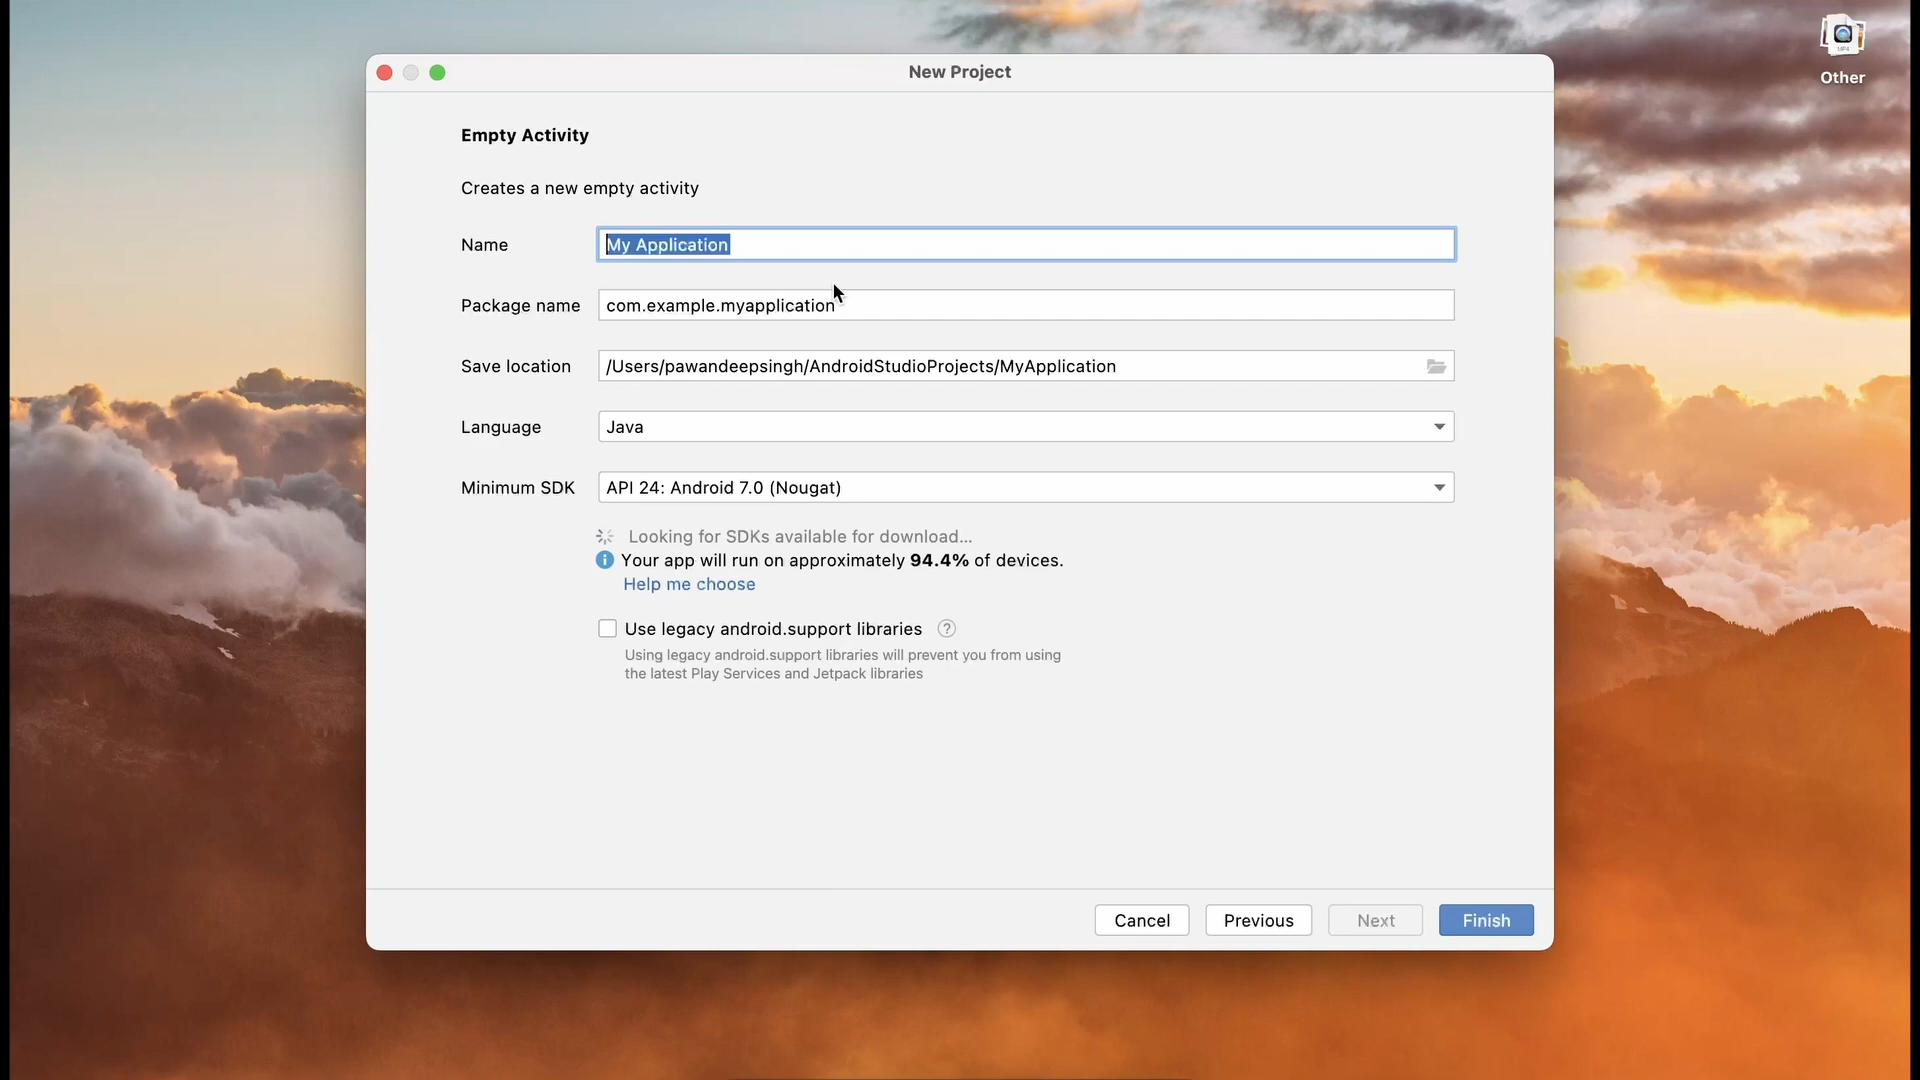 MP4
Other
New Project
Empty Activity
Creates a new empty activity
Name My Application
Package name com.example.myapplication
Save location /Users/pawandeepsingh/AndroidStudioProjects/MyApplication
Language Java
Minimum SDK API 24: Android 7.0 (Nougat)
Looking for SDKs available for download...
i Your app will run on approximately 94.4% of devices.
Help me choose
Use legacy android.support libraries ?
Using legacy android.support libraries will prevent you from using
the latest Play Services and Jetpack libraries
Cancel Previous Next Finish